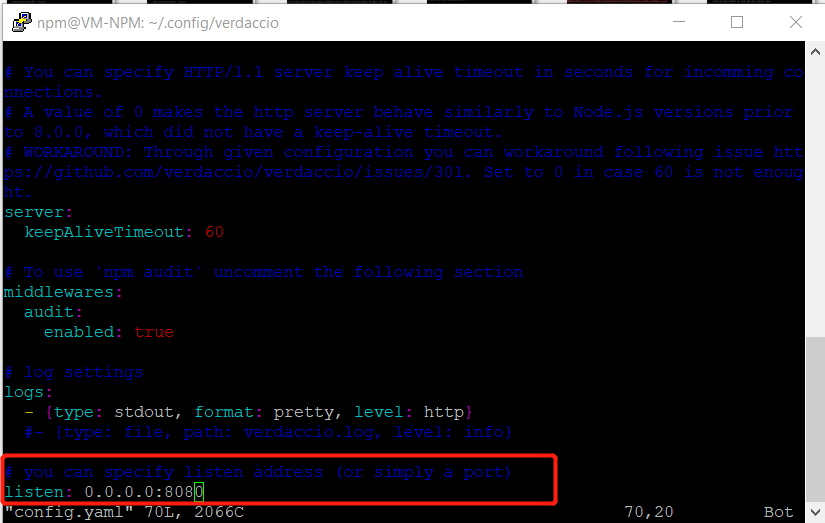 npm@VM-NPM: ~/.config/verdaccio
# You can specify HTTP/1.1 server keep alive timeout in seconds for incomming co
nnections.
# A value of 0 makes the http server behave similarly to Node.js versions prior
to 8.0.0, which did not have a keep-alive timeout.
# WORKAROUND: Through given configuration you can workaround following issue htt
ps://github.com/verdaccio/verdaccio/issues/301. Set to 0 in case 60 is not enoug
ht.
server:
  keepAliveTimeout: 60
# To use `npm audit` uncomment the following section
middlewares:
  audit:
    enabled: true
# log settings
logs:
  - {type: stdout, format: pretty, level: http}
  #- {type: file, path: verdaccio.log, level: info}
# you can specify listen address (or simply a port)
listen: 0.0.0.0:8080
"config.yaml" 70L, 2066C 70,20 Bot